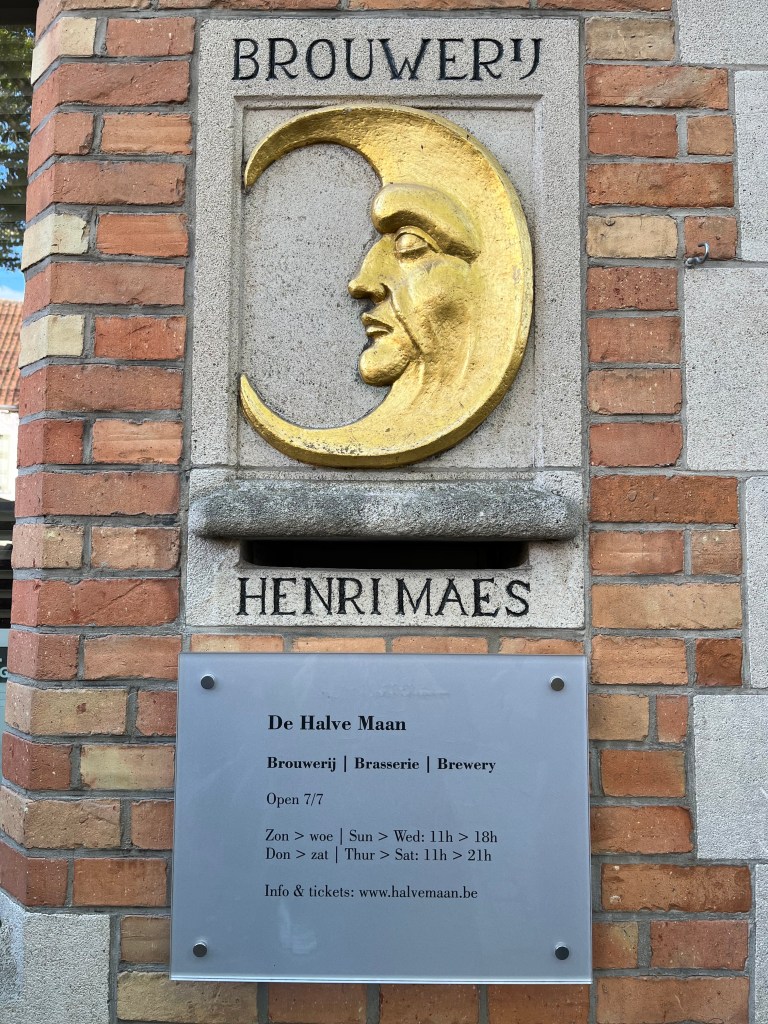 BROUWERIJ
HENRI MAES
De Halve Maan
Brouwerij | Brasserie | Brewery
Open 7/7
Zon > woe | Sun > Wed: 11h > 18h
Don > zat | Thur > Sat: 11h > 21h
Info & tickets: www.halvemaan.be